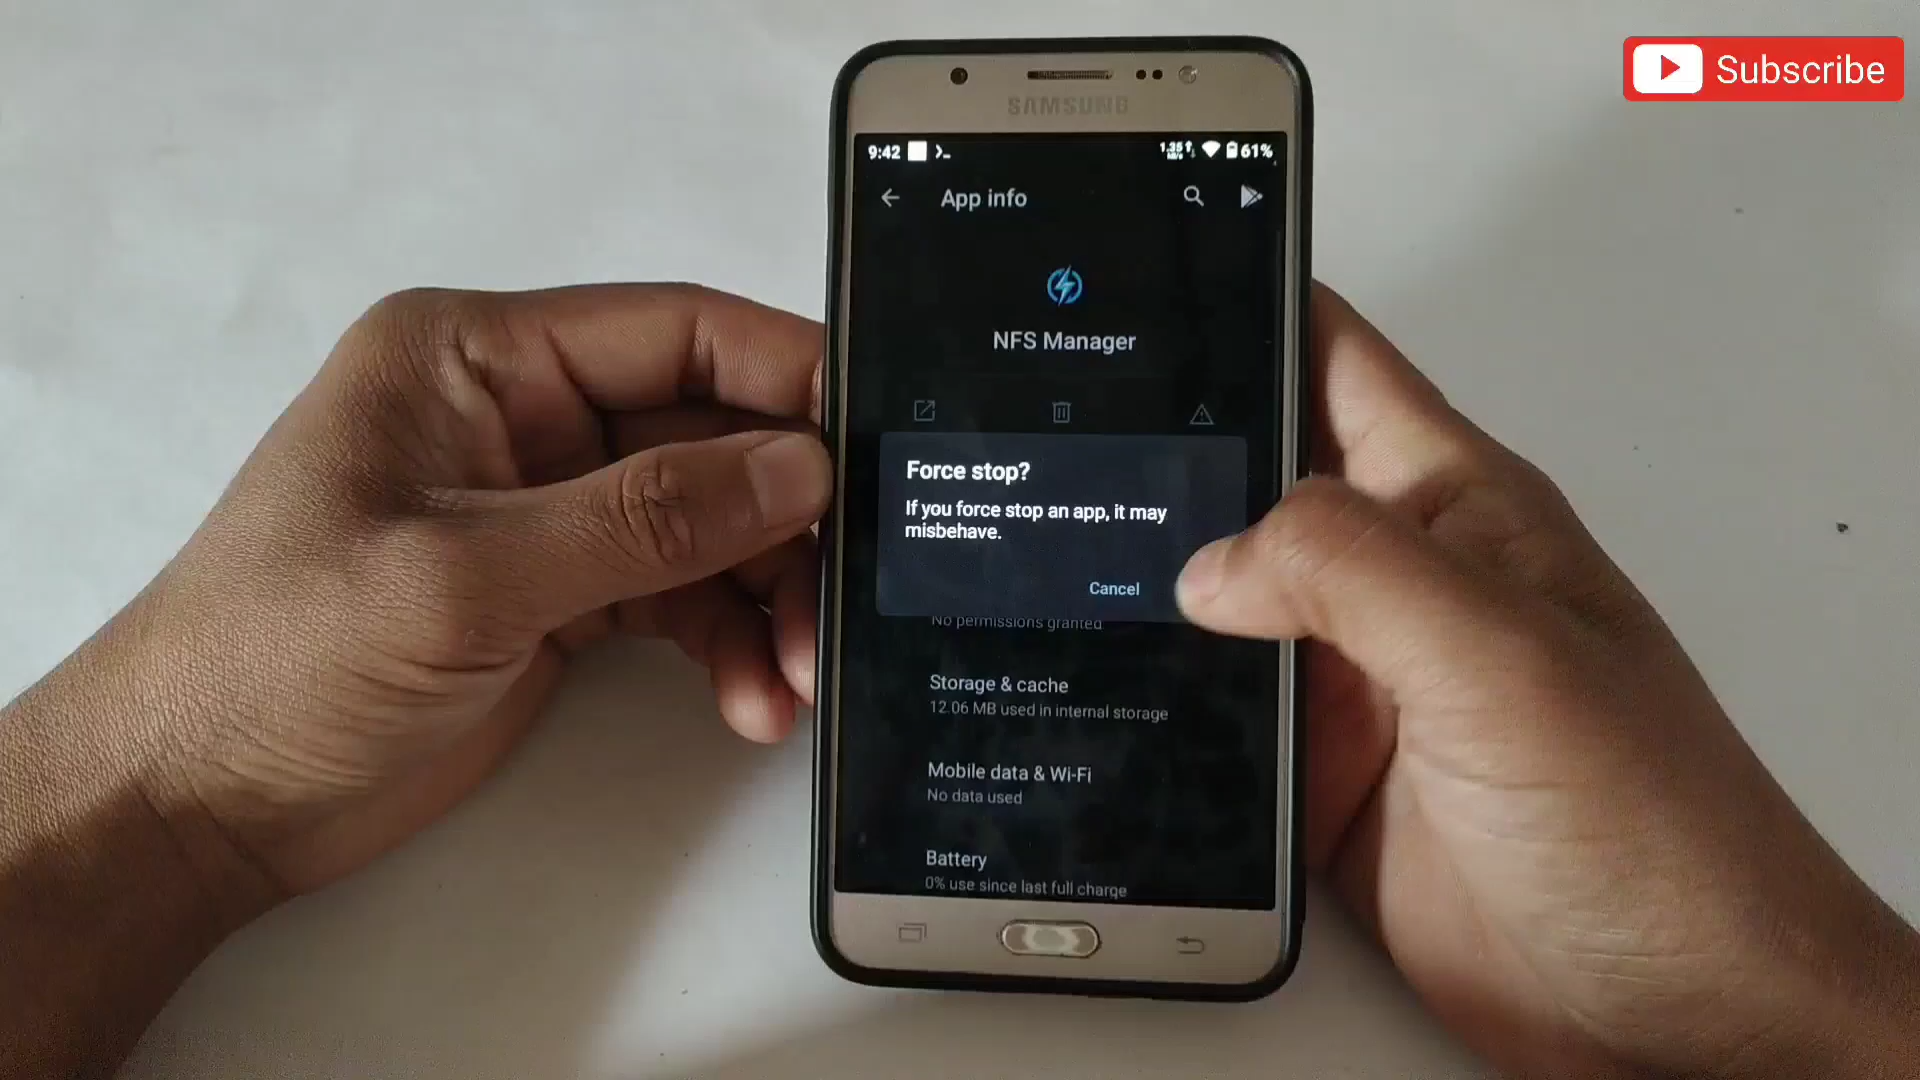 Subscribe
SAMSUNG
9:42
61%
App info
NFS Manager
Force stop?
If you force stop an app, it may
misbehave.
Cancel
No permissions granted
Storage & cache
12.06 MB used in internal storage
Mobile data & Wi-Fi
No data used
Battery
0% use since last full charge